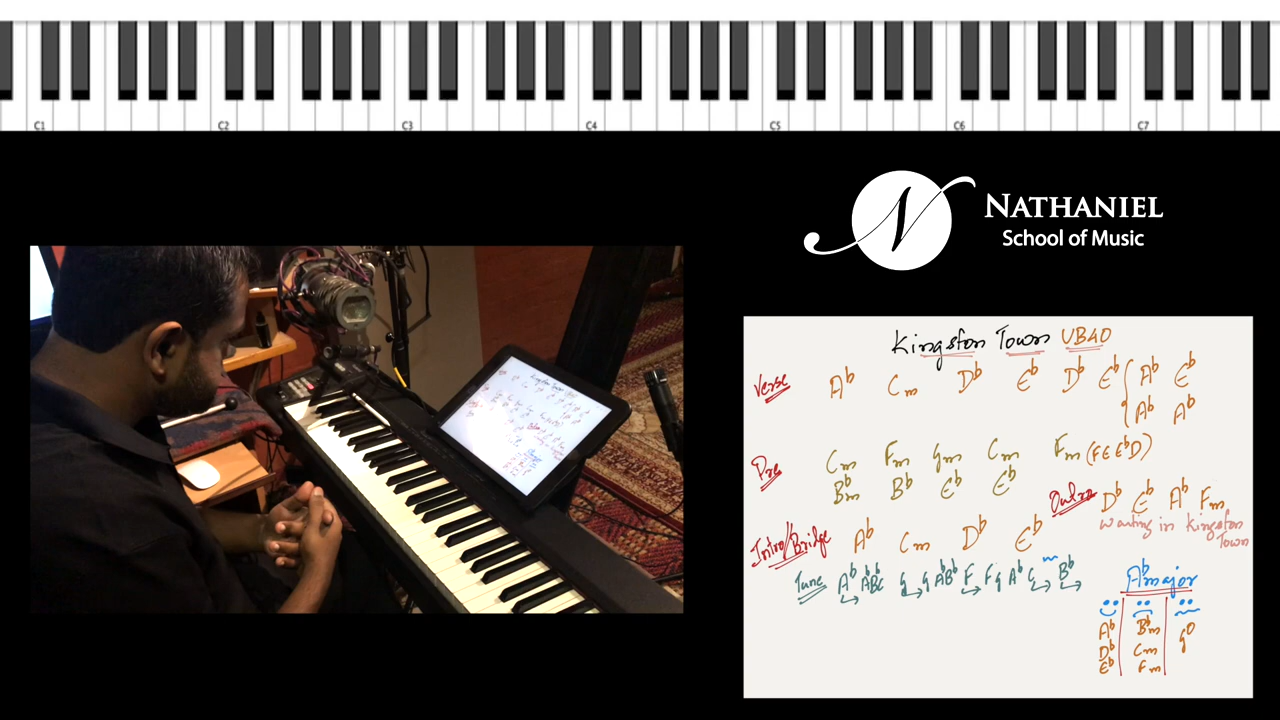 C1 C2 C3 C4 C5 C6 C7
N NATHANIEL
School of Music
Kingston Town UB40
Verse A♭ Cm D♭ E♭ D♭ E♭ { A♭ E♭
A♭ A♭
Pre Cm Fm Gm Cm Fm (F E E♭ D)
B♭m B♭ E♭ E♭
Outro D♭ E♭ A♭ Fm
Waiting in Kingston
Town
Intro/Bridge A♭ Cm D♭ E♭
Tune A♭ A♭B♭C G G A♭B♭ F F G A♭ G B♭
A♭ major
A♭ B♭m G°
D♭ Cm
E♭ Fm